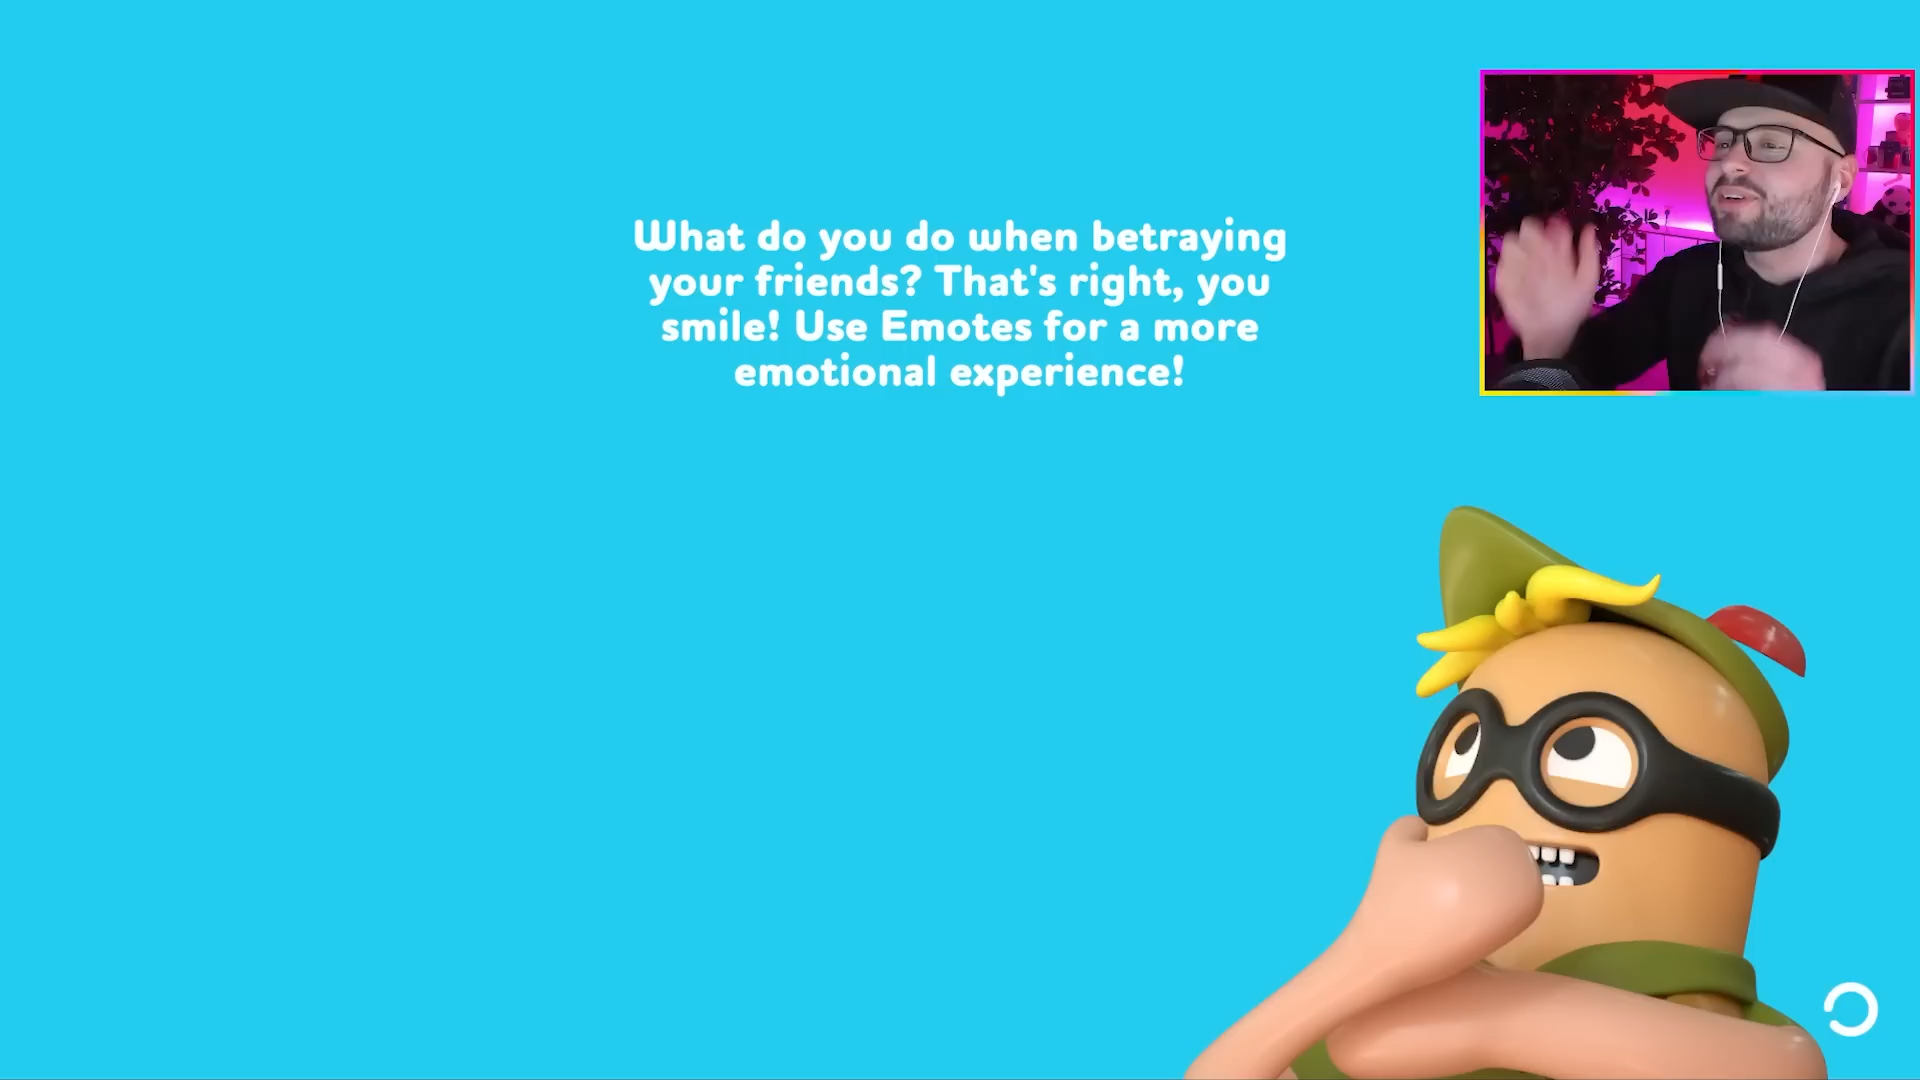 What do you do when betraying
your friends? That's right, you
smile! Use Emotes for a more
emotional experience!